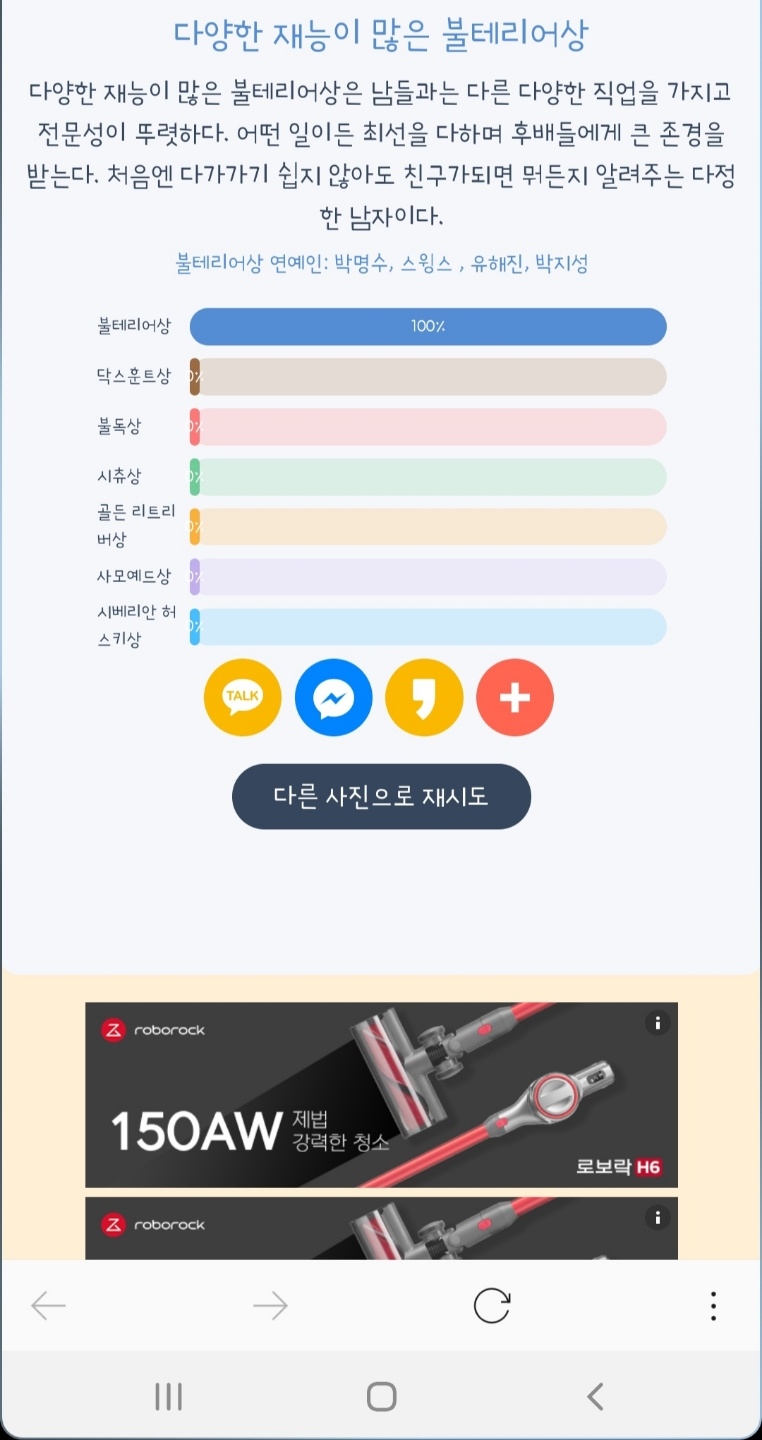 다양한 재능이 많은 불테리어상
다양한 재능이 많은 불테리어상은 남들과는 다른 다양한 직업을 가지고
전문성이 뚜렷하다. 어떤 일이든 최선을 다하며 후배들에게 큰 존경을
받는다. 처음엔 다가가기 쉽지 않아도 친구가되면 뭐든지 알려주는 다정
한 남자이다.
불테리어상 연예인: 박명수, 스윙스 , 유해진, 박지성
불테리어상
100%
닥스훈트상
0%
불독상
0%
시츄상
0%
골든 리트리
버상
0%
사모예드상
0%
시베리안 허
스키상
0%
TALK
다른 사진으로 재시도
roborock
150AW 제법
강력한 청소
로보락 H6
roborock